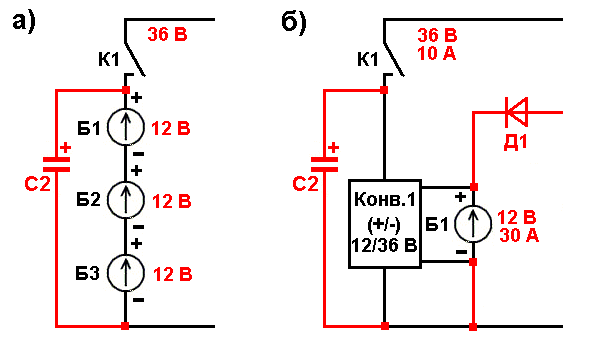 а)
36 В
К1
+
Б1
12 В
–
+
С2
+
Б2
12 В
–
+
Б3
12 В
–
б)
36 В
10 А
К1
+
С2
Д1
Конв.1
(+/-)
12/36 В
+
Б1
–
12 В
30 А